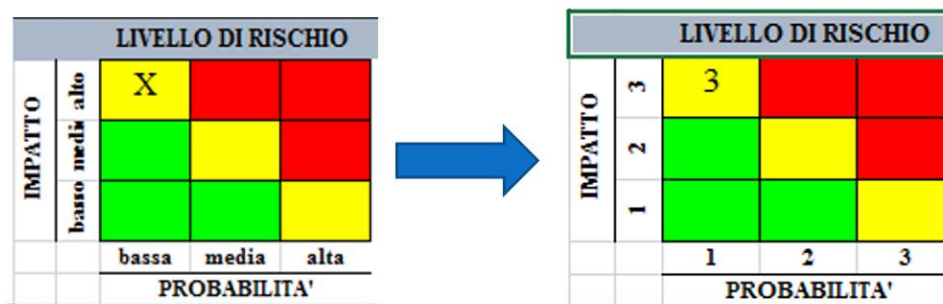 LIVELLO DI RISCHIO
IMPATTO
alto
X
medi
basso
bassa media alta
PROBABILITA'
LIVELLO DI RISCHIO
IMPATTO
3
3
2
1
1 2 3
PROBABILITA'